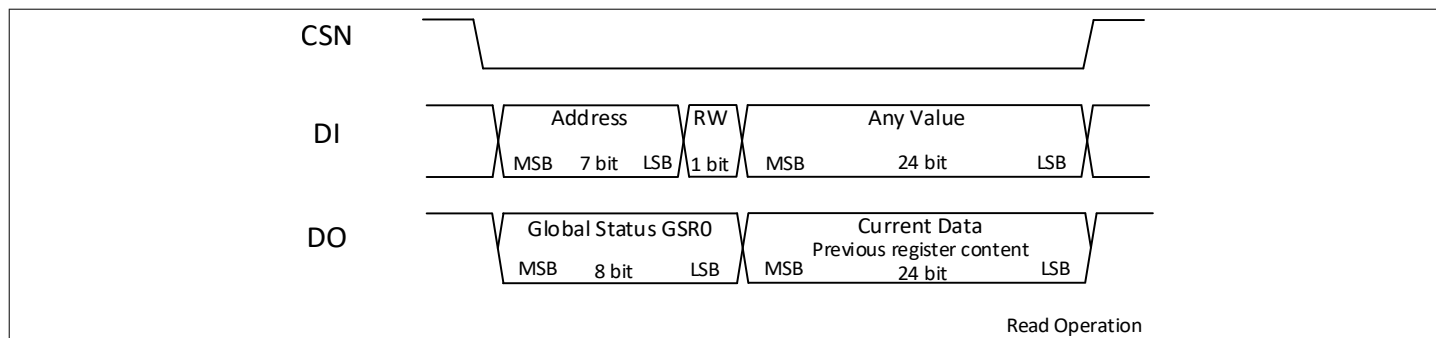 CSN
DI
Address
RW
Any Value
MSB 7 bit LSB
1 bit
MSB 24 bit LSB
DO
Global Status GSR0
Current Data
Previous register content
MSB 8 bit LSB
MSB 24 bit LSB
Read Operation